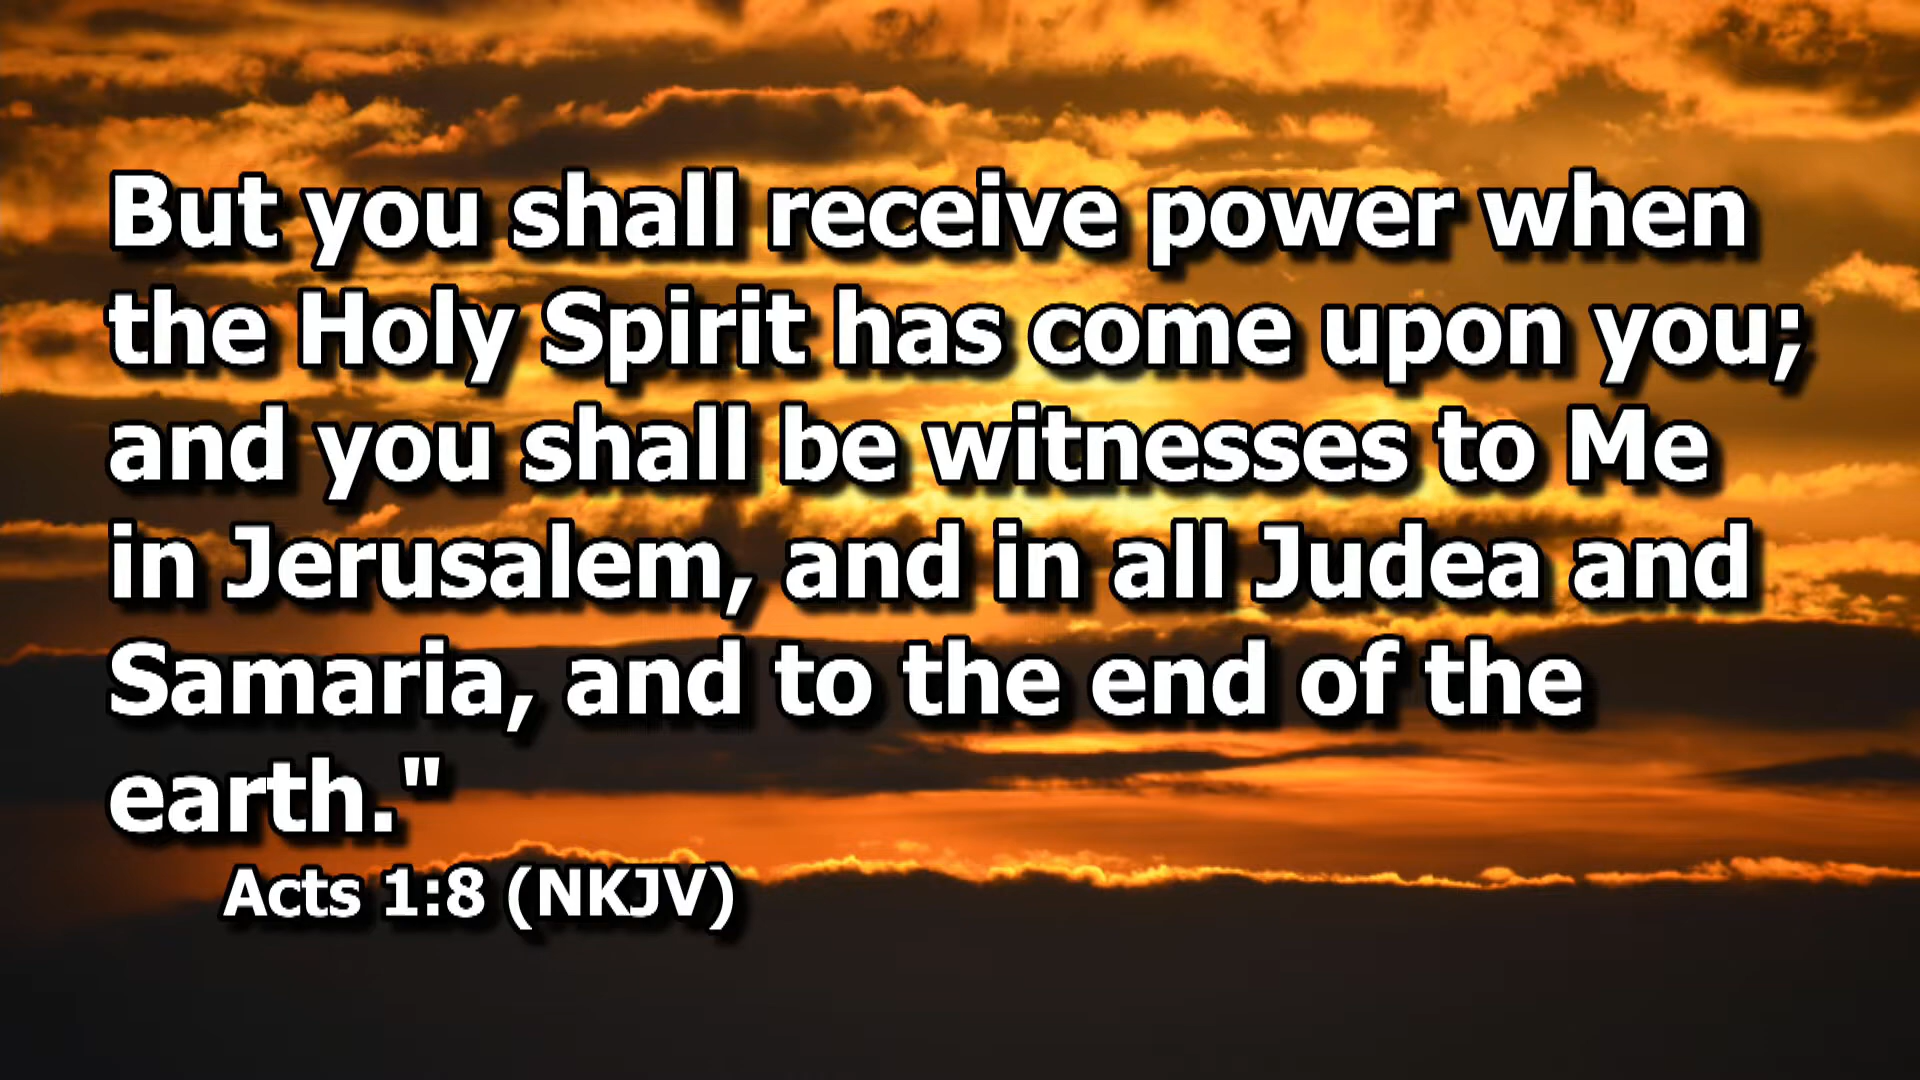 But you shall receive power when
the Holy Spirit has come upon you;
and you shall be witnesses to Me
in Jerusalem, and in all Judea and
Samaria, and to the end of the
earth."
Acts 1:8 (NKJV)